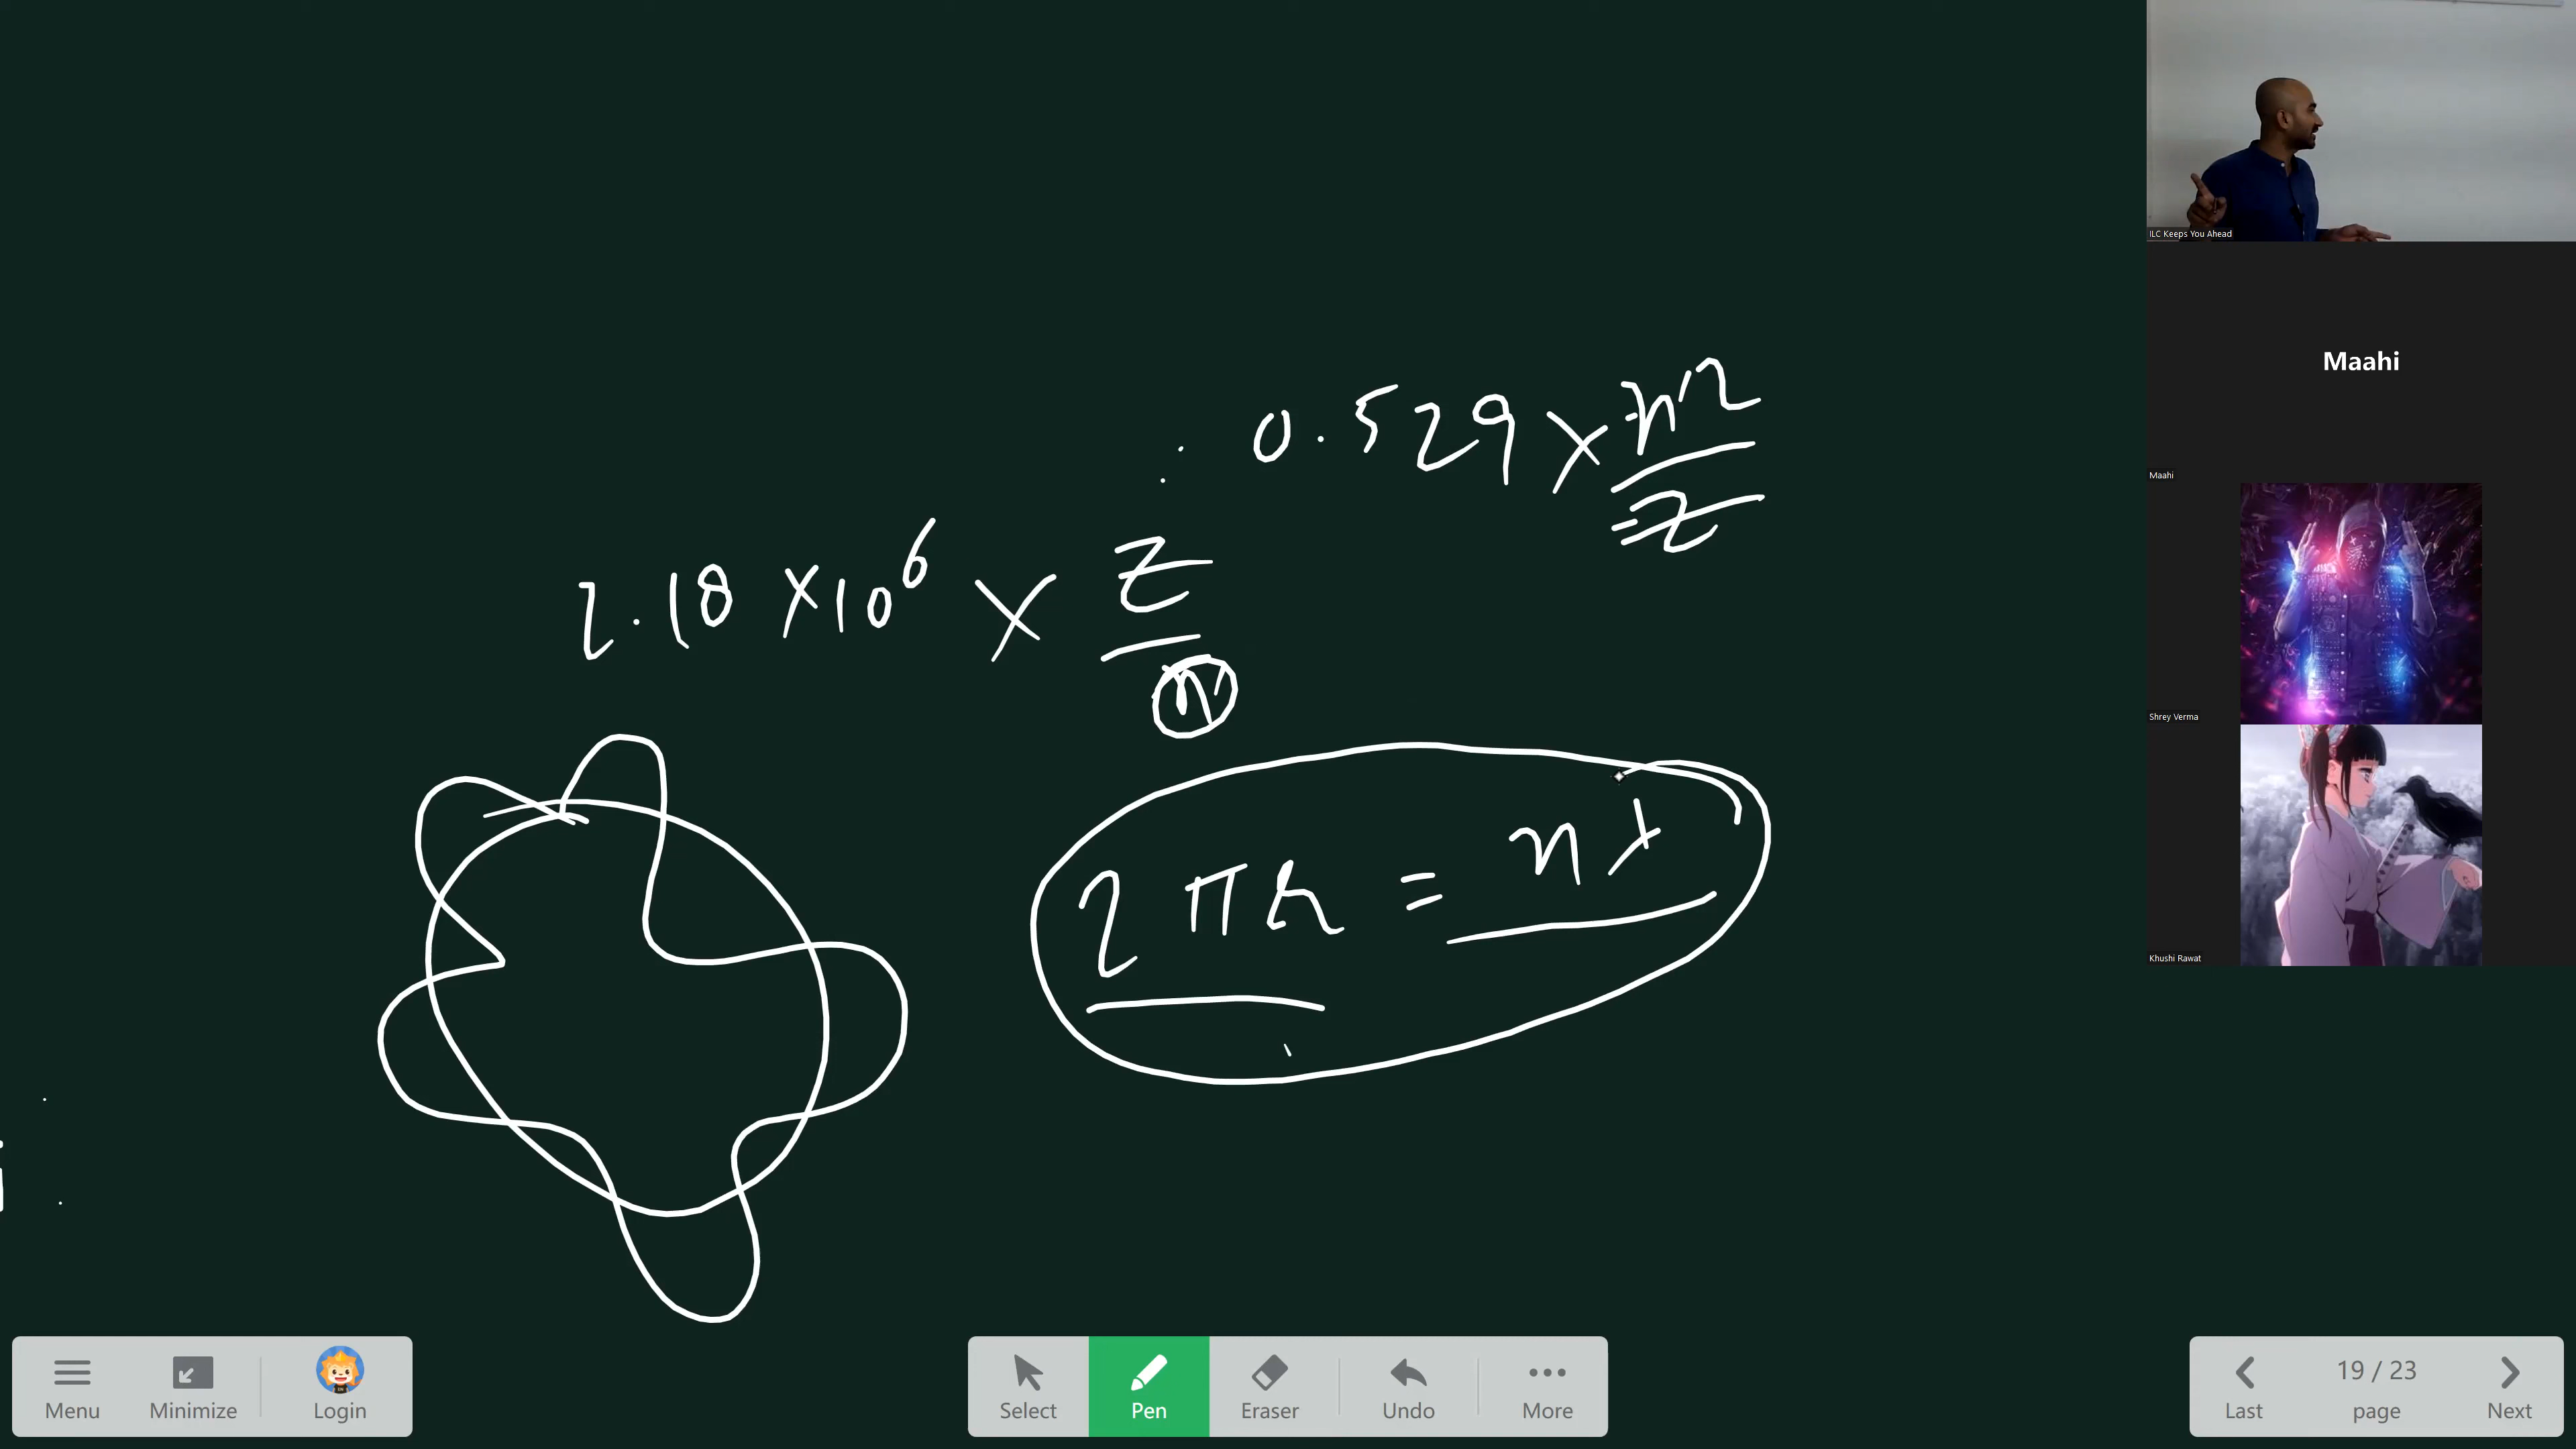 0.529 × n²/Z
2.18 × 10⁶ × Z/n
2πr = nλ
ILC Keeps You Ahead
Maahi
Maahi
Shrey Verma
Khushi Rawat
Menu
Minimize
Login
Select
Pen
Eraser
Undo
More
Last
19 / 23
page
Next